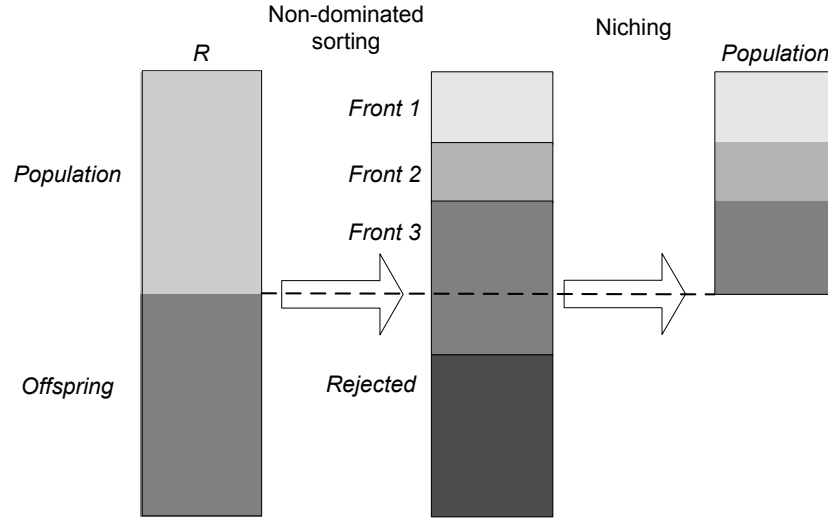 Non-dominated
sorting
Niching
R
Population
Front 1
Population
Front 2
Front 3
Offspring
Rejected